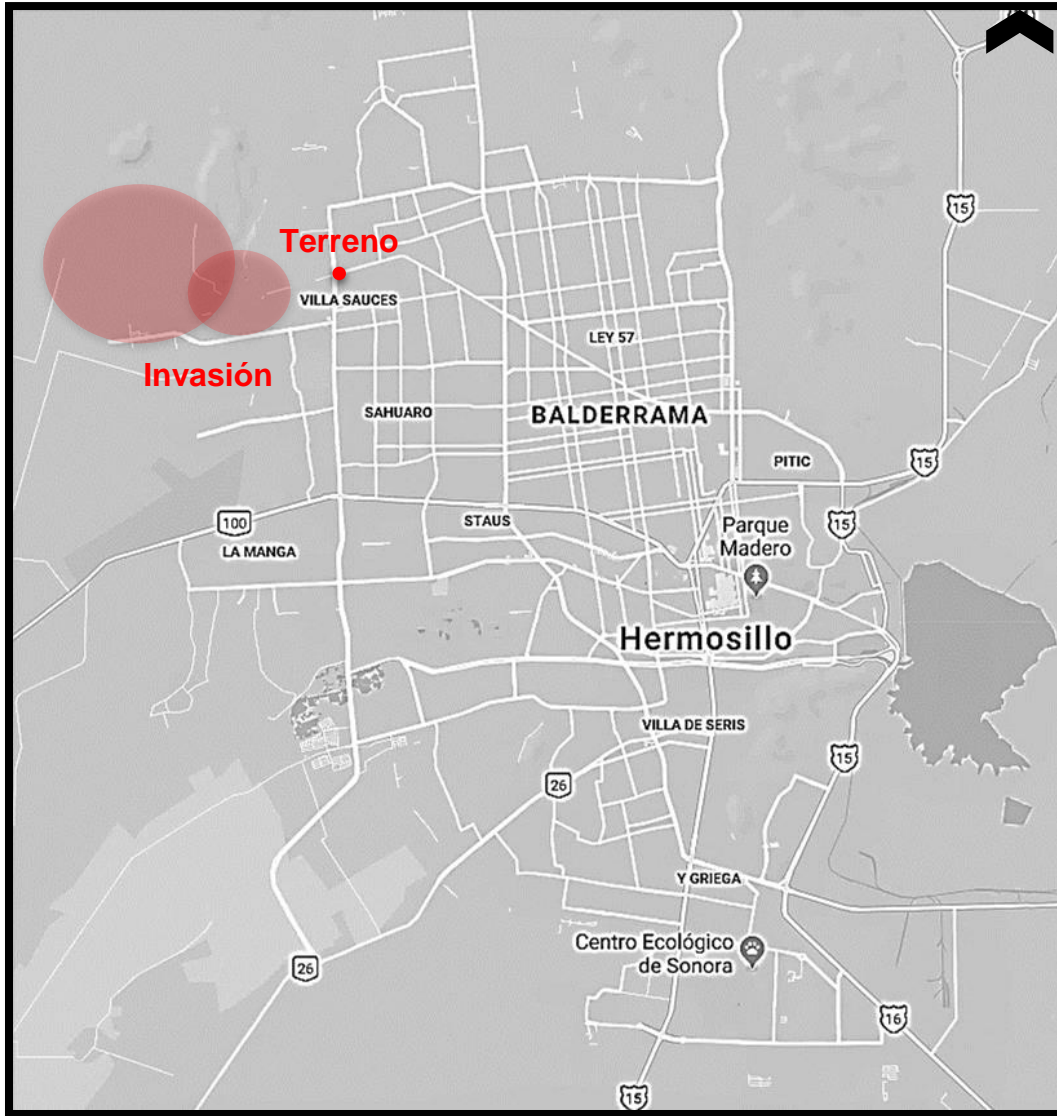 15
Terreno
VILLA SAUCES
LEY 57
Invasión
SAHUARO
BALDERRAMA
PITIC
15
100
STAUS
Parque
Madero
15
LA MANGA
Hermosillo
VILLA DE SERIS
15
26
Y GRIEGA
Centro Ecológico
de Sonora
26
16
15